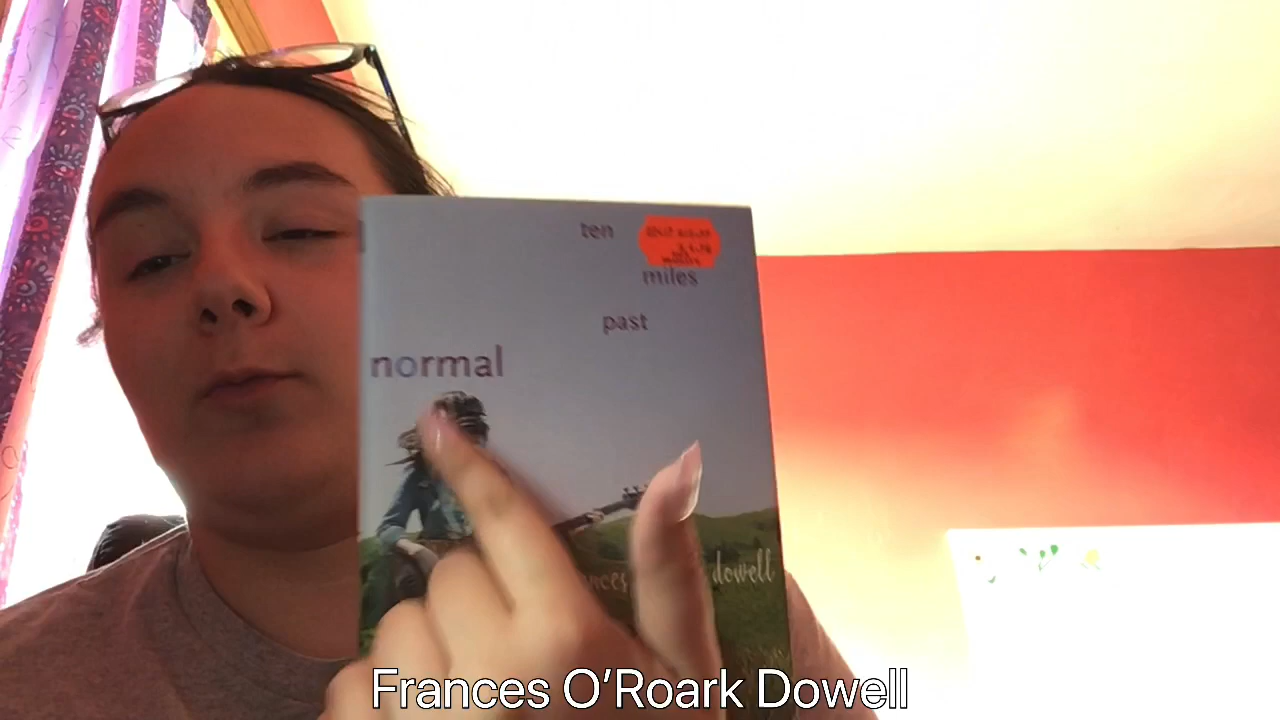 ten
miles
past
normal
dowell
Frances O'Roark Dowell